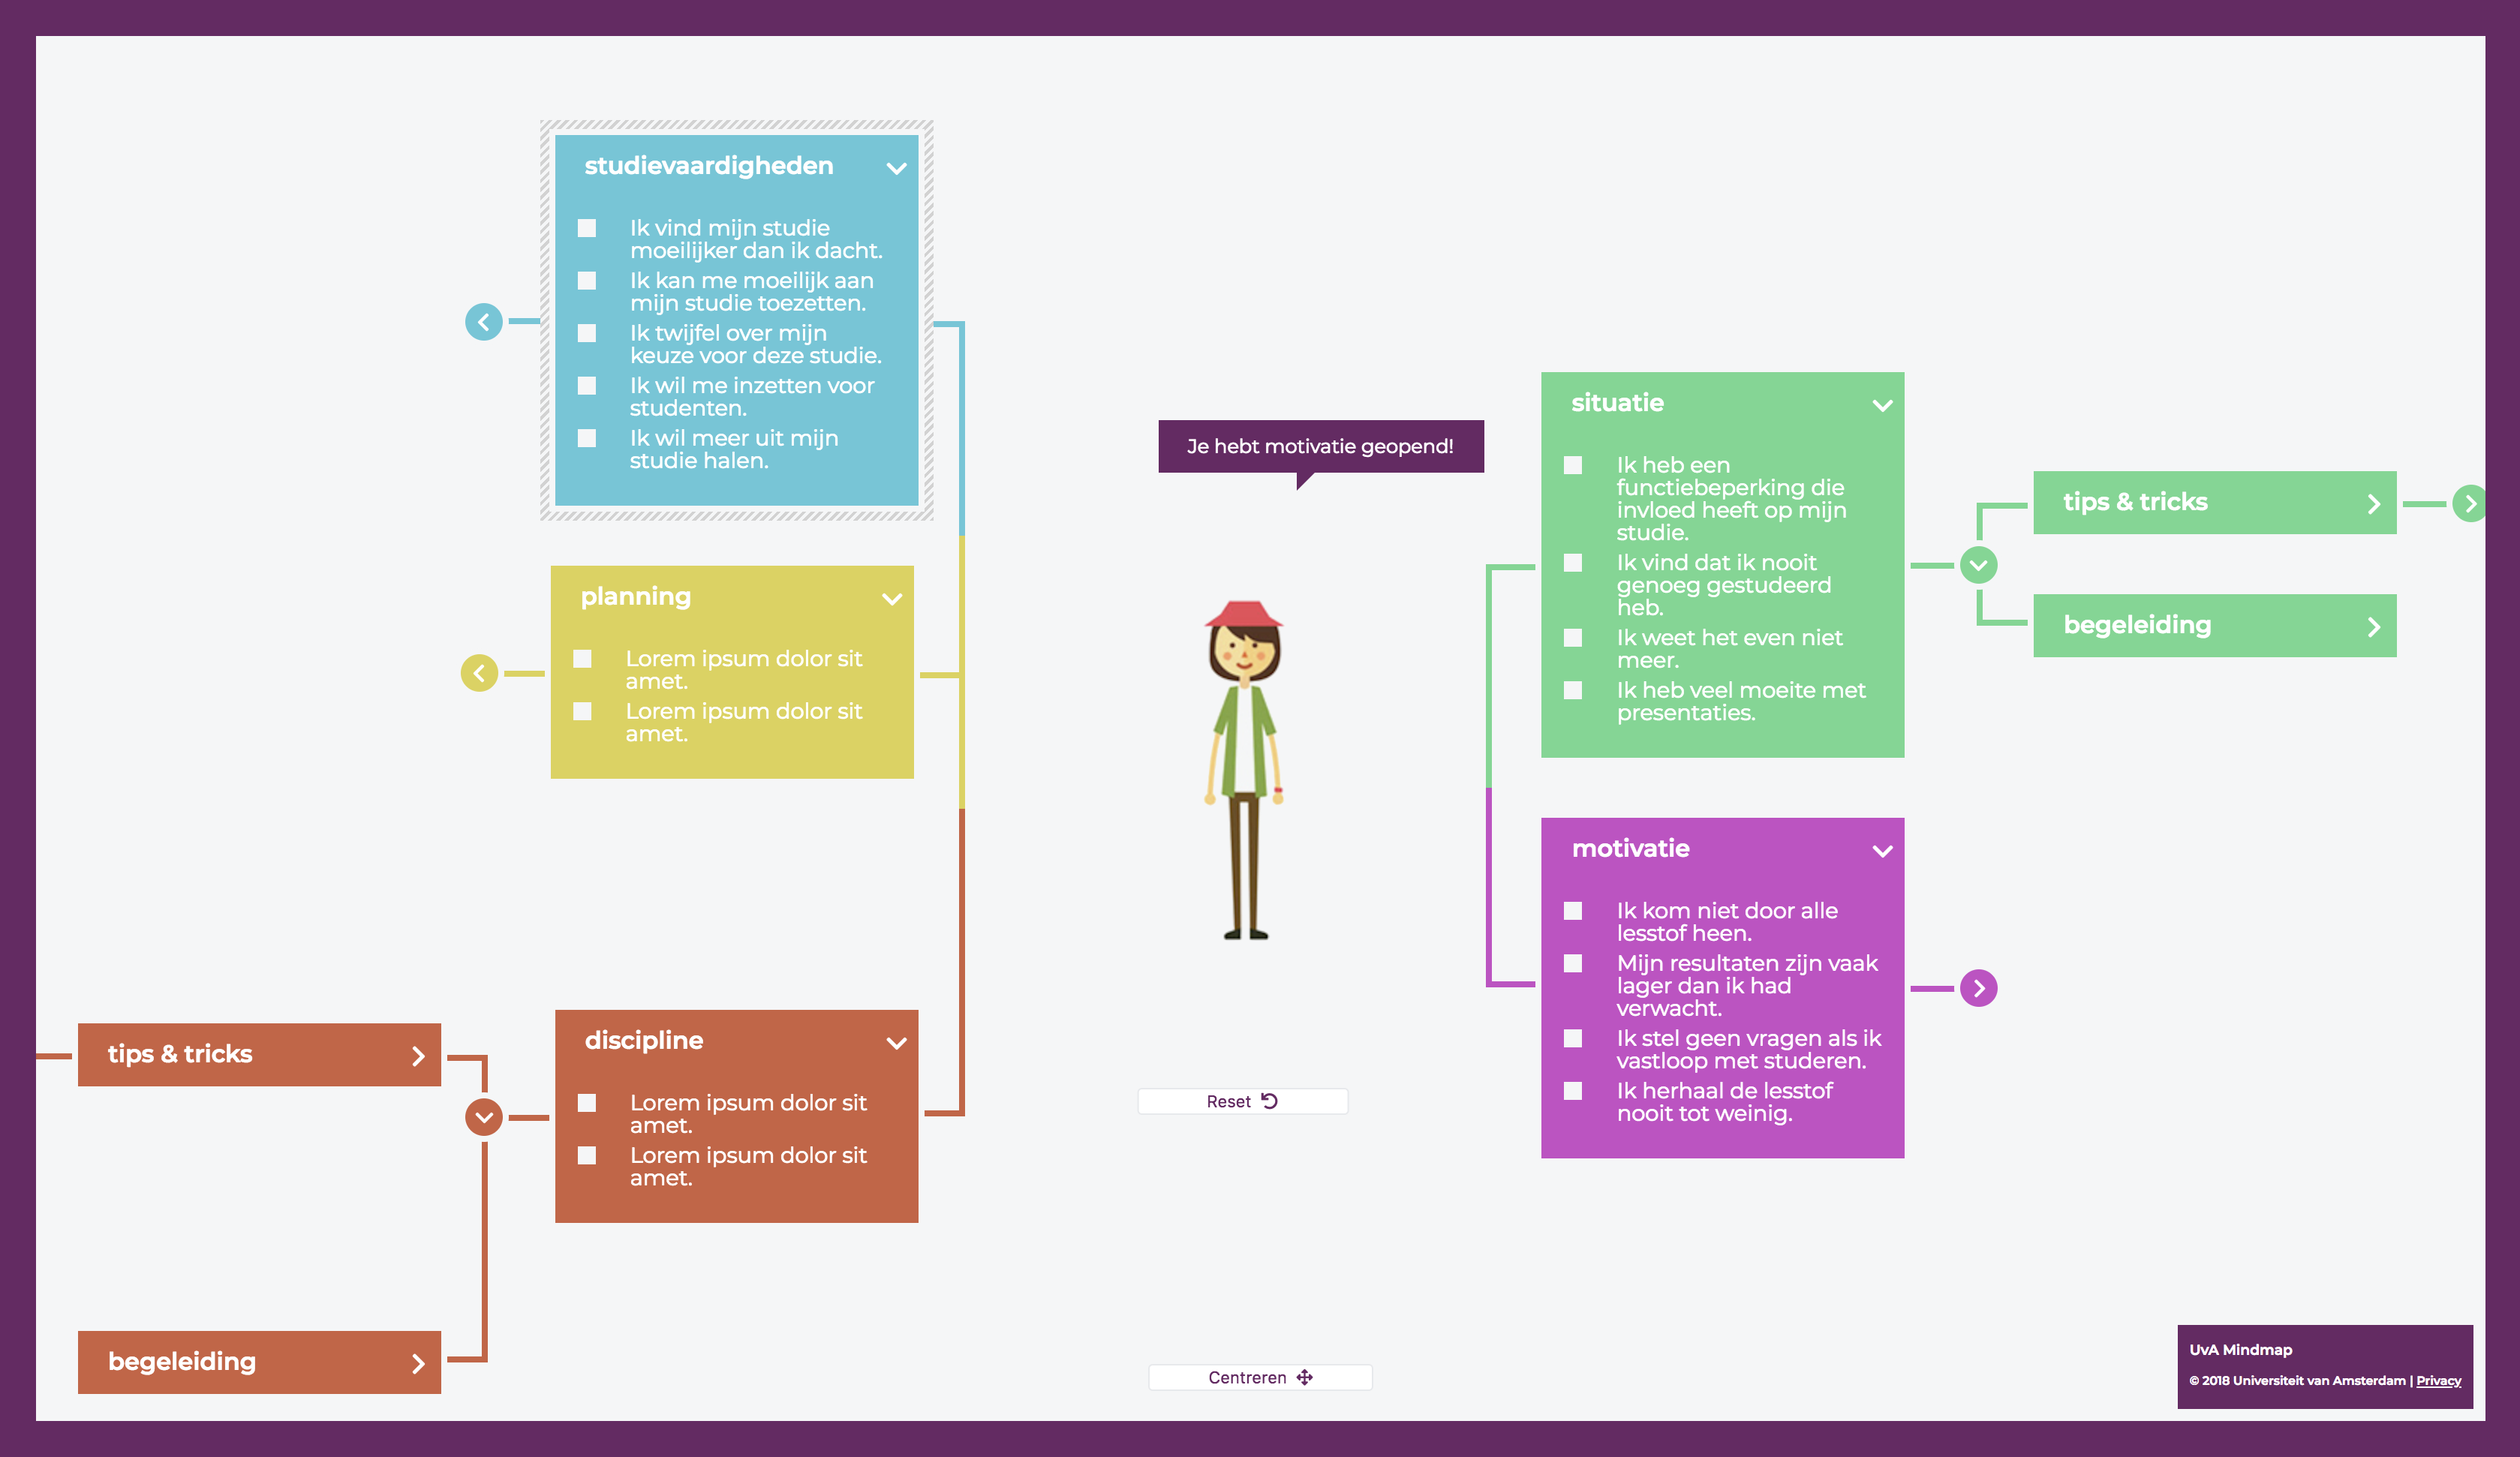 studievaardigheden
Ik vind mijn studie
moeilijker dan ik dacht.
Ik kan me moeilijk aan
mijn studie toezetten.
Ik twijfel over mijn
keuze voor deze studie.
Ik wil me inzetten voor
studenten.
Ik wil meer uit mijn
studie halen.
planning
Lorem ipsum dolor sit
amet.
Lorem ipsum dolor sit
amet.
tips & tricks
begeleiding
discipline
Lorem ipsum dolor sit
amet.
Lorem ipsum dolor sit
amet.
Je hebt motivatie geopend!
Reset
Centreren
situatie
Ik heb een
functiebeperking die
invloed heeft op mijn
studie.
Ik vind dat ik nooit
genoeg gestudeerd
heb.
Ik weet het even niet
meer.
Ik heb veel moeite met
presentaties.
tips & tricks
begeleiding
motivatie
Ik kom niet door alle
lesstof heen.
Mijn resultaten zijn vaak
lager dan ik had
verwacht.
Ik stel geen vragen als ik
vastloop met studeren.
Ik herhaal de lesstof
nooit tot weinig.
UvA Mindmap
© 2018 Universiteit van Amsterdam | Privacy